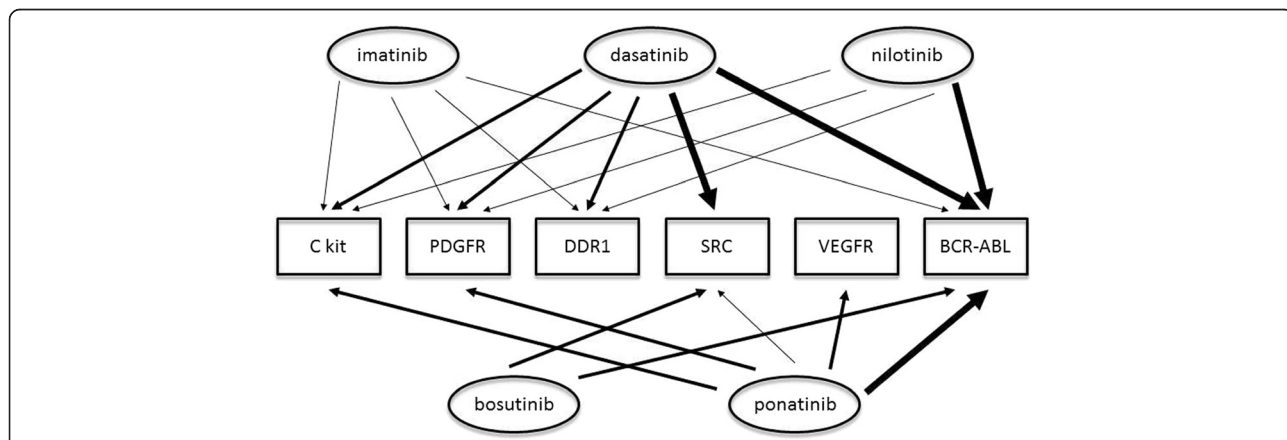 imatinib dasatinib nilotinib
C kit PDGFR DDR1 SRC VEGFR BCR-ABL
bosutinib ponatinib